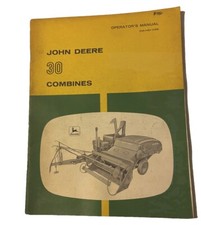 OPERATOR'S MANUAL
JOHN DEERE
30
COMBINES